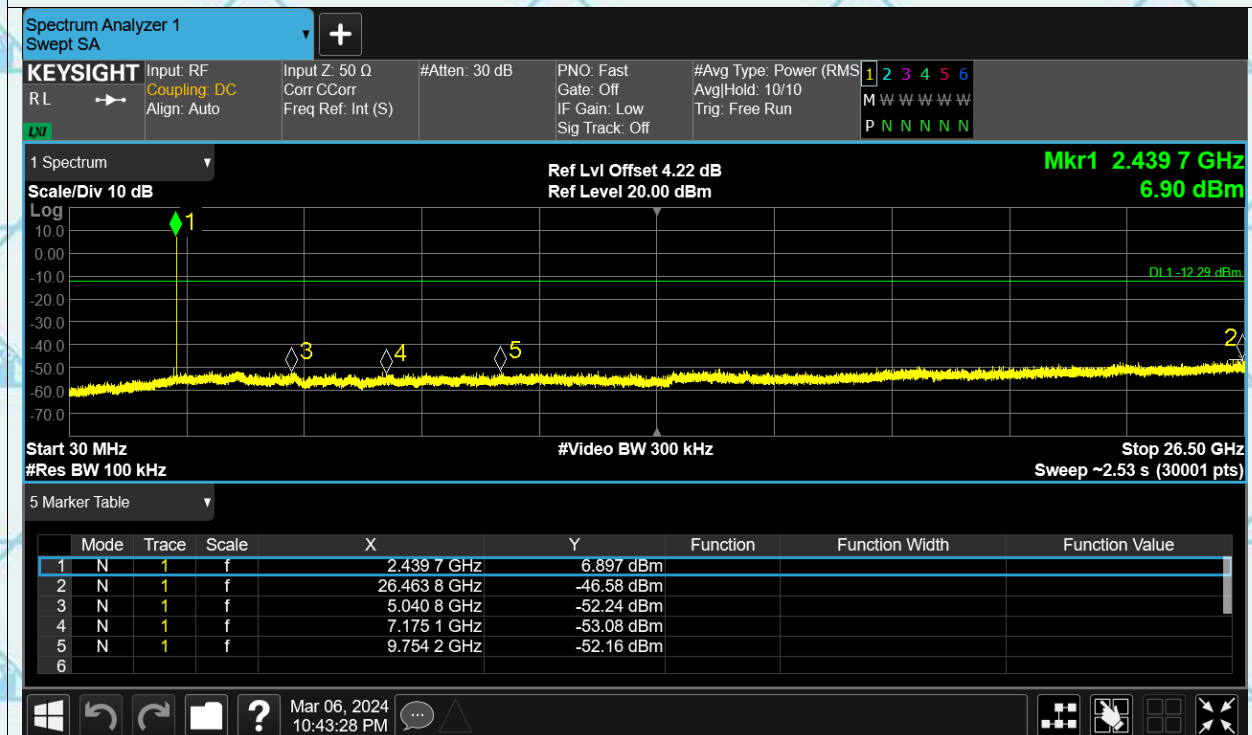 Spectrum Analyzer 1
Swept SA
KEYSIGHT
RL
LXI
Input: RF
Coupling: DC
Align: Auto
Input Z: 50 Ω
Corr CCorr
Freq Ref: Int (S)
#Atten: 30 dB
PNO: Fast
Gate: Off
IF Gain: Low
Sig Track: Off
#Avg Type: Power (RMS
Avg|Hold: 10/10
Trig: Free Run
1 2 3 4 5 6
M W W W W W
P N N N N N
1 Spectrum
Scale/Div 10 dB
Ref Lvl Offset 4.22 dB
Ref Level 20.00 dBm
Mkr1 2.439 7 GHz
6.90 dBm
Log
10.0
0.00
-10.0
-20.0
-30.0
-40.0
-50.0
-60.0
-70.0
1
DL1 -12.29 dBm
3
4
5
2
Start 30 MHz
#Video BW 300 kHz
Stop 26.50 GHz
#Res BW 100 kHz
Sweep ~2.53 s (30001 pts)
5 Marker Table
Mode Trace Scale X Y Function Function Width Function Value
1 N 1 f 2.439 7 GHz 6.897 dBm
2 N 1 f 26.463 8 GHz -46.58 dBm
3 N 1 f 5.040 8 GHz -52.24 dBm
4 N 1 f 7.175 1 GHz -53.08 dBm
5 N 1 f 9.754 2 GHz -52.16 dBm
6
?
Mar 06, 2024
10:43:28 PM